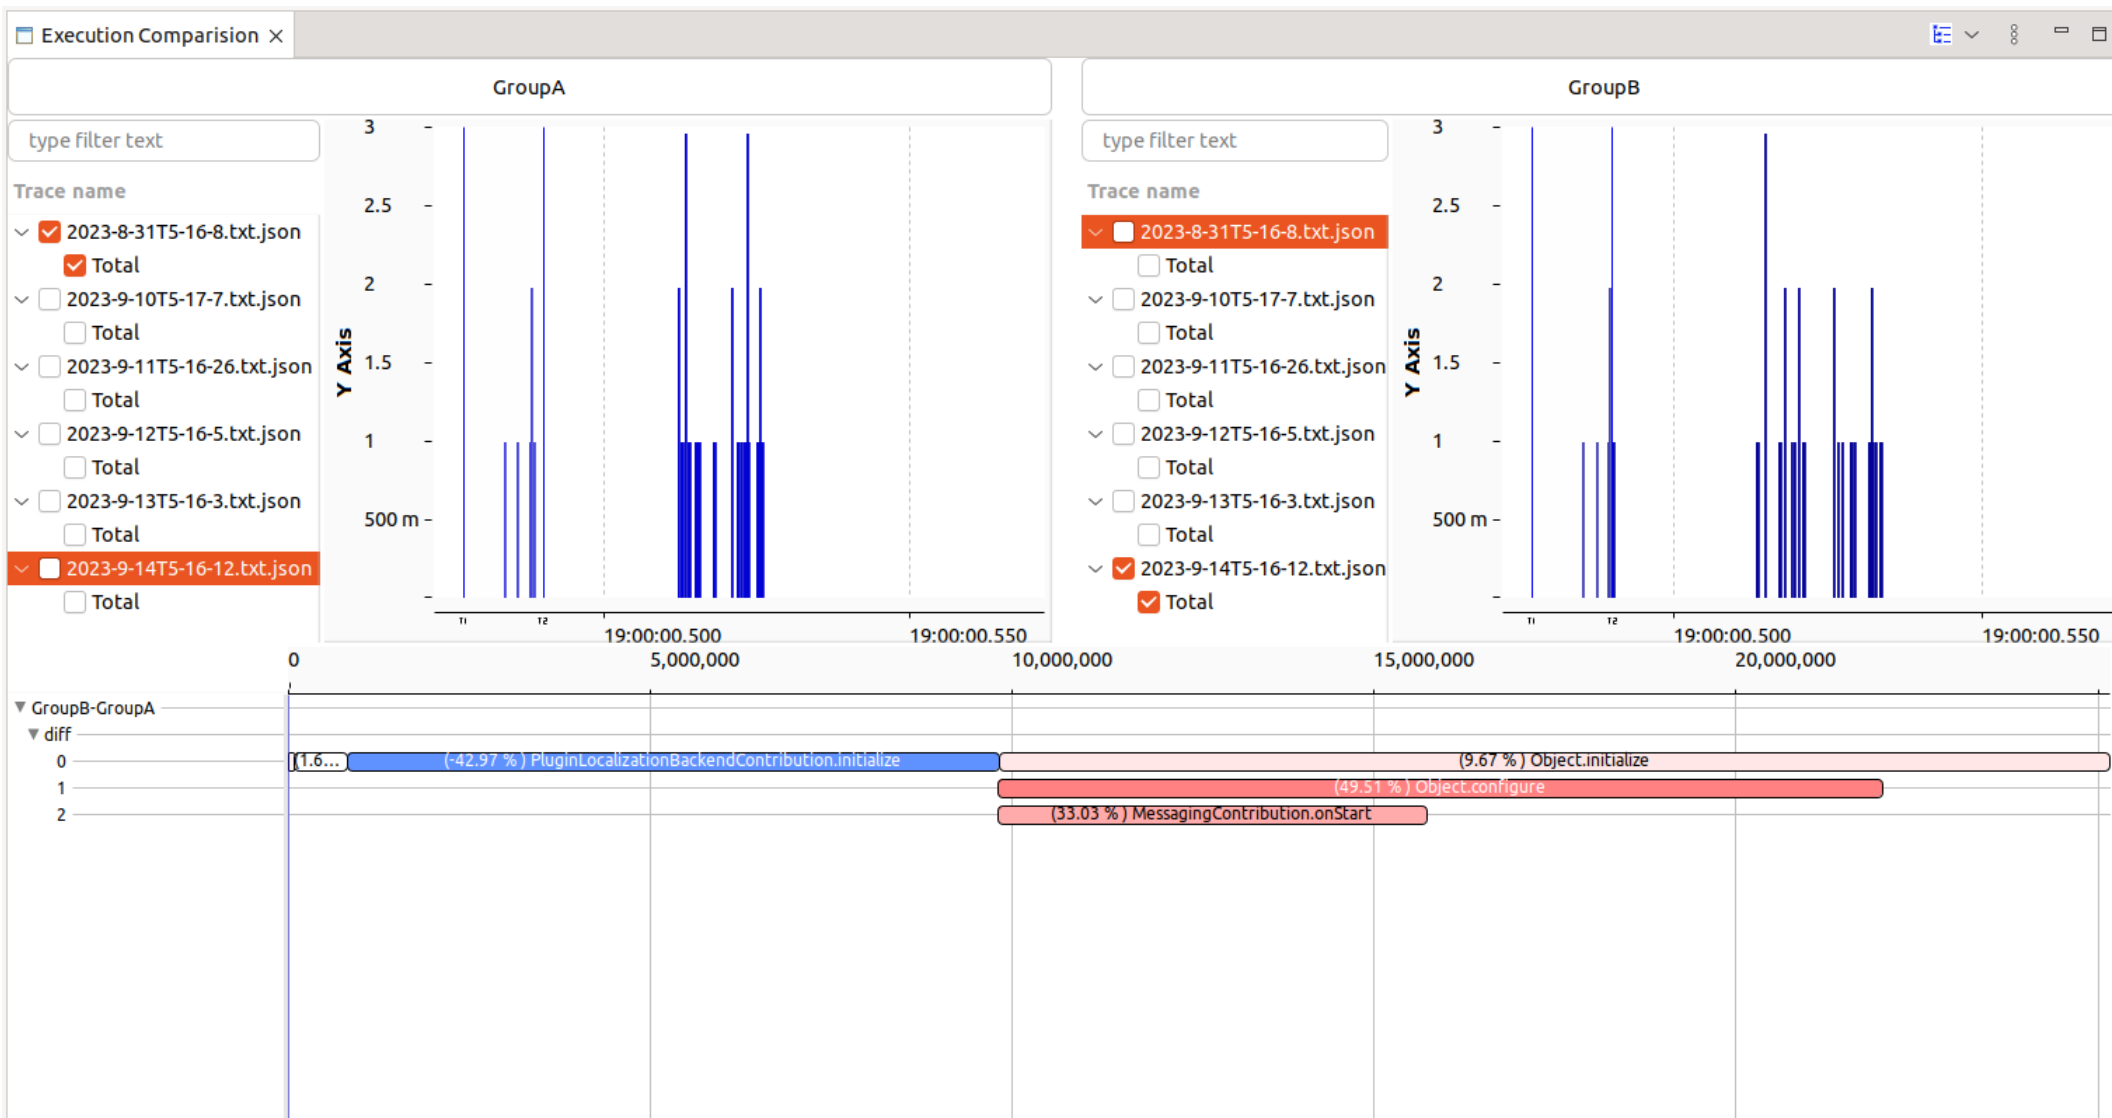 Execution Comparision
GroupA
type filter text
Trace name
2023-8-31T5-16-8.txt.json
Total
2023-9-10T5-17-7.txt.json
Total
2023-9-11T5-16-26.txt.json
Total
2023-9-12T5-16-5.txt.json
Total
2023-9-13T5-16-3.txt.json
Total
2023-9-14T5-16-12.txt.json
Total
Y Axis
3
2.5
2
1.5
1
500 m
T1
T2
19:00:00.500
19:00:00.550
GroupB
type filter text
Trace name
2023-8-31T5-16-8.txt.json
Total
2023-9-10T5-17-7.txt.json
Total
2023-9-11T5-16-26.txt.json
Total
2023-9-12T5-16-5.txt.json
Total
2023-9-13T5-16-3.txt.json
Total
2023-9-14T5-16-12.txt.json
Total
Y Axis
3
2.5
2
1.5
1
500 m
T1
T2
19:00:00.500
19:00:00.550
0 5,000,000 10,000,000 15,000,000 20,000,000
GroupB-GroupA
diff
0 (1.6... (-42.97 % ) PluginLocalizationBackendContribution.initialize (9.67 % ) Object.initialize
1 (49.51 % ) Object.configure
2 (33.03 % ) MessagingContribution.onStart